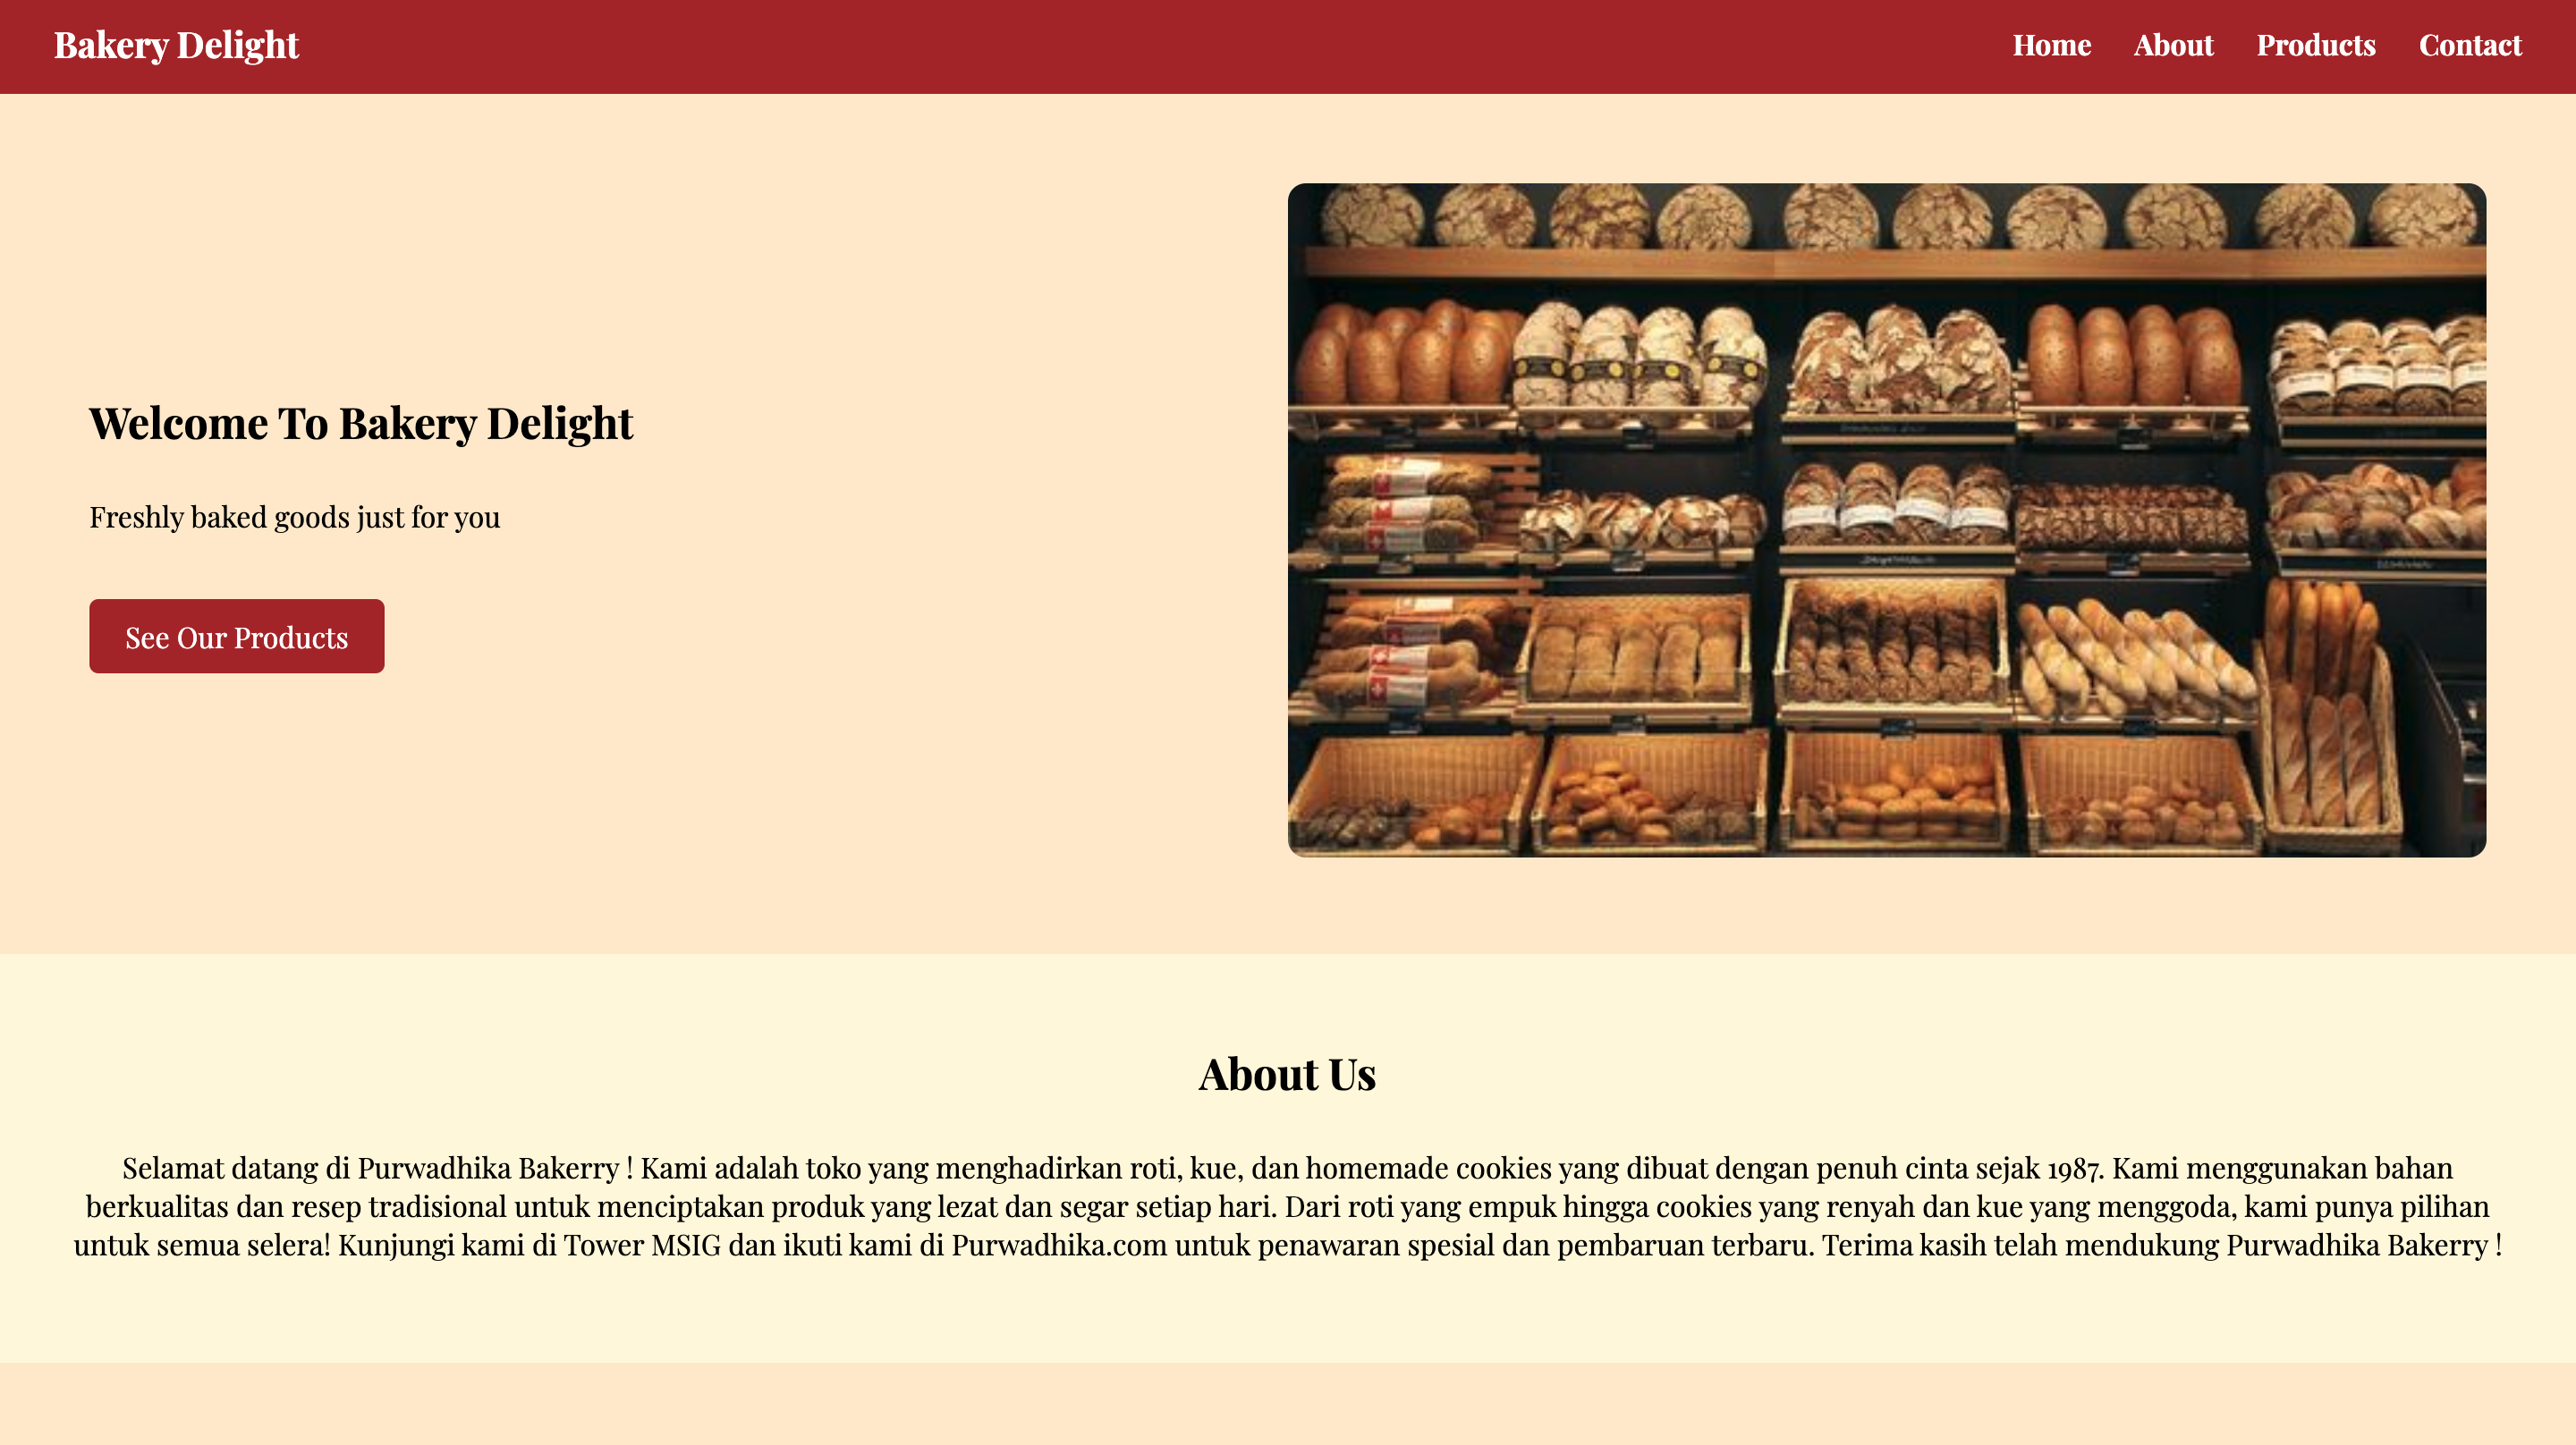 Bakery Delight
Home About Products Contact
Welcome To Bakery Delight
Freshly baked goods just for you
See Our Products
About Us
Selamat datang di Purwadhika Bakerry ! Kami adalah toko yang menghadirkan roti, kue, dan homemade cookies yang dibuat dengan penuh cinta sejak 1987. Kami menggunakan bahan
berkualitas dan resep tradisional untuk menciptakan produk yang lezat dan segar setiap hari. Dari roti yang empuk hingga cookies yang renyah dan kue yang menggoda, kami punya pilihan
untuk semua selera! Kunjungi kami di Tower MSIG dan ikuti kami di Purwadhika.com untuk penawaran spesial dan pembaruan terbaru. Terima kasih telah mendukung Purwadhika Bakerry !